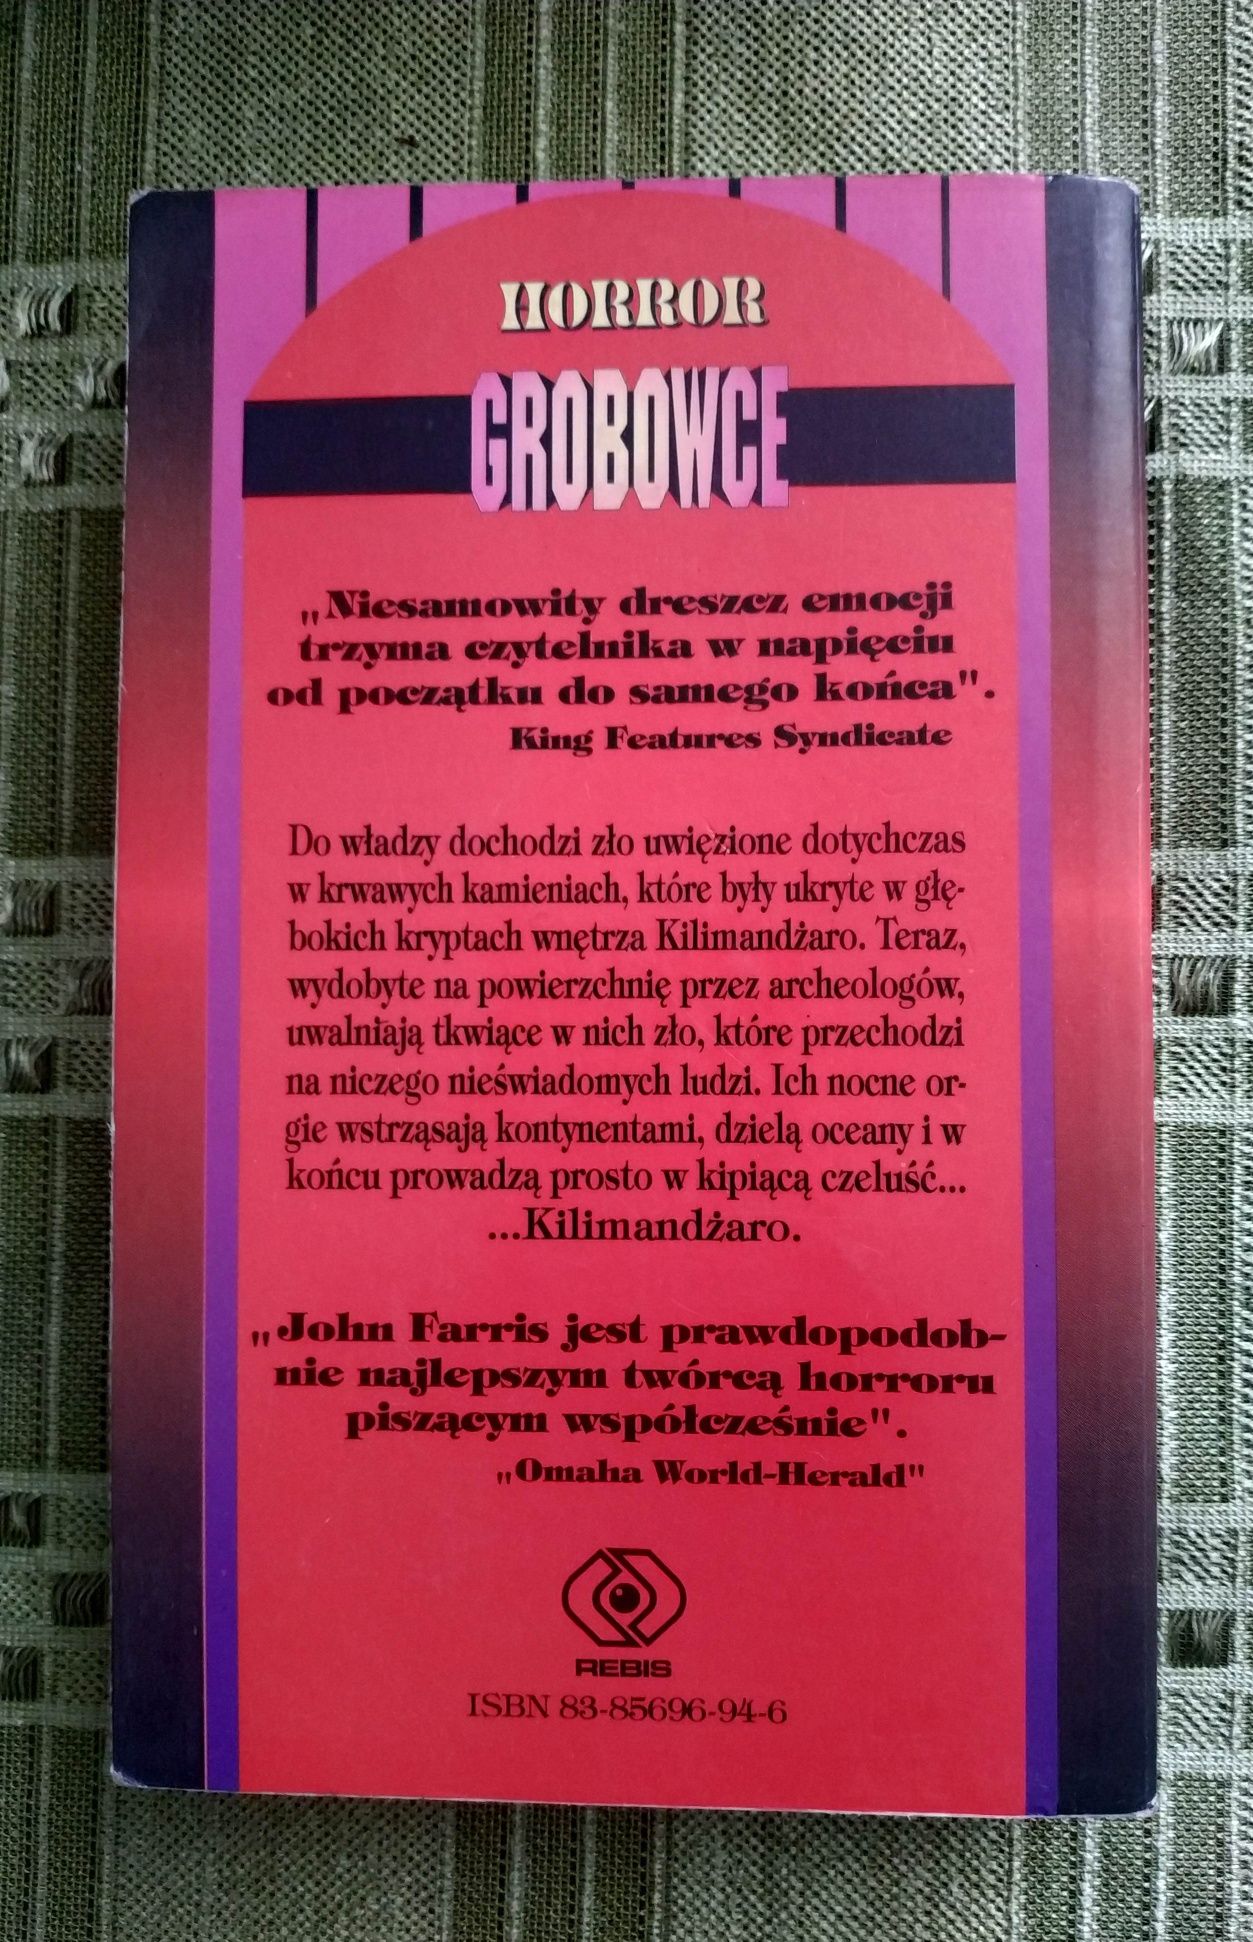 HORROR
GROBOWCE
„Niesamowity dreszcz emocji
trzyma czytelnika w napięciu
od początku do samego końca".
King Features Syndicate
Do władzy dochodzi zło uwięzione dotychczas
w krwawych kamieniach, które były ukryte w głę-
bokich kryptach wnętrza Kilimandżaro. Teraz,
wydobyte na powierzchnię przez archeologów,
uwalniają tkwiące w nich zło, które przechodzi
na niczego nieświadomych ludzi. Ich nocne or-
gie wstrząsają kontynentami, dzielą oceany i w
końcu prowadzą prosto w kipiącą czeluść...
...Kilimandżaro.
„John Farris jest prawdopodob-
nie najlepszym twórcą horroru
piszącym współcześnie".
„Omaha World-Herald"
REBIS
ISBN 83-85696-94-6